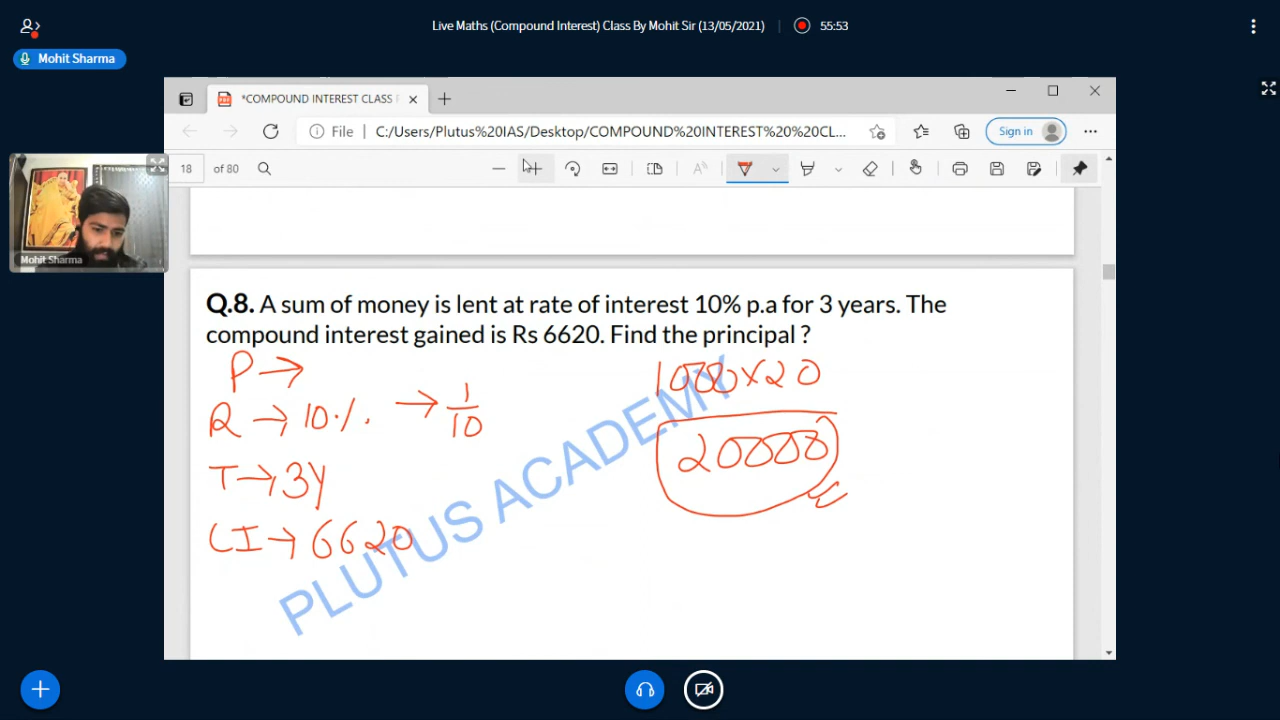 Live Maths (Compound Interest) Class By Mohit Sir (13/05/2021)
55:53
Mohit Sharma
*COMPOUND INTEREST CLASS P
File
C:/Users/Plutus%20IAS/Desktop/COMPOUND%20INTEREST%20%20CL...
Sign in
18 of 80
Mohit Sharma
Q.8. A sum of money is lent at rate of interest 10% p.a for 3 years. The
compound interest gained is Rs 6620. Find the principal ?
P →
R → 10% → 1/10
T → 3y
CI → 6620
1000×20
20000
PLUTUS ACADEMY